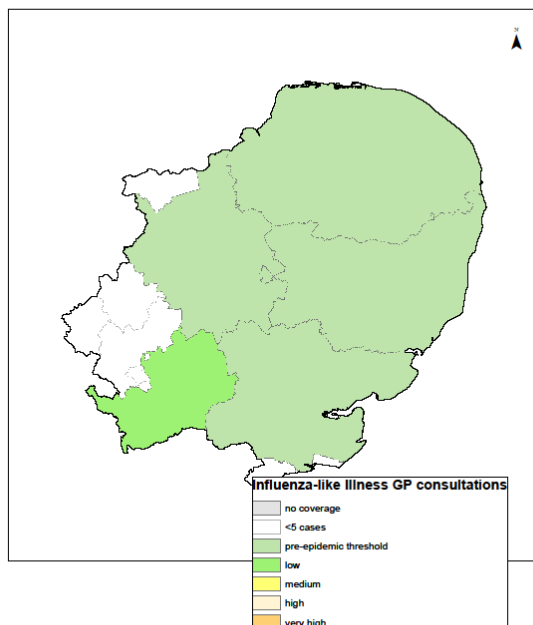 N
Influenza-like Illness GP consultations
no coverage
<5 cases
pre-epidemic threshold
low
medium
high
very high